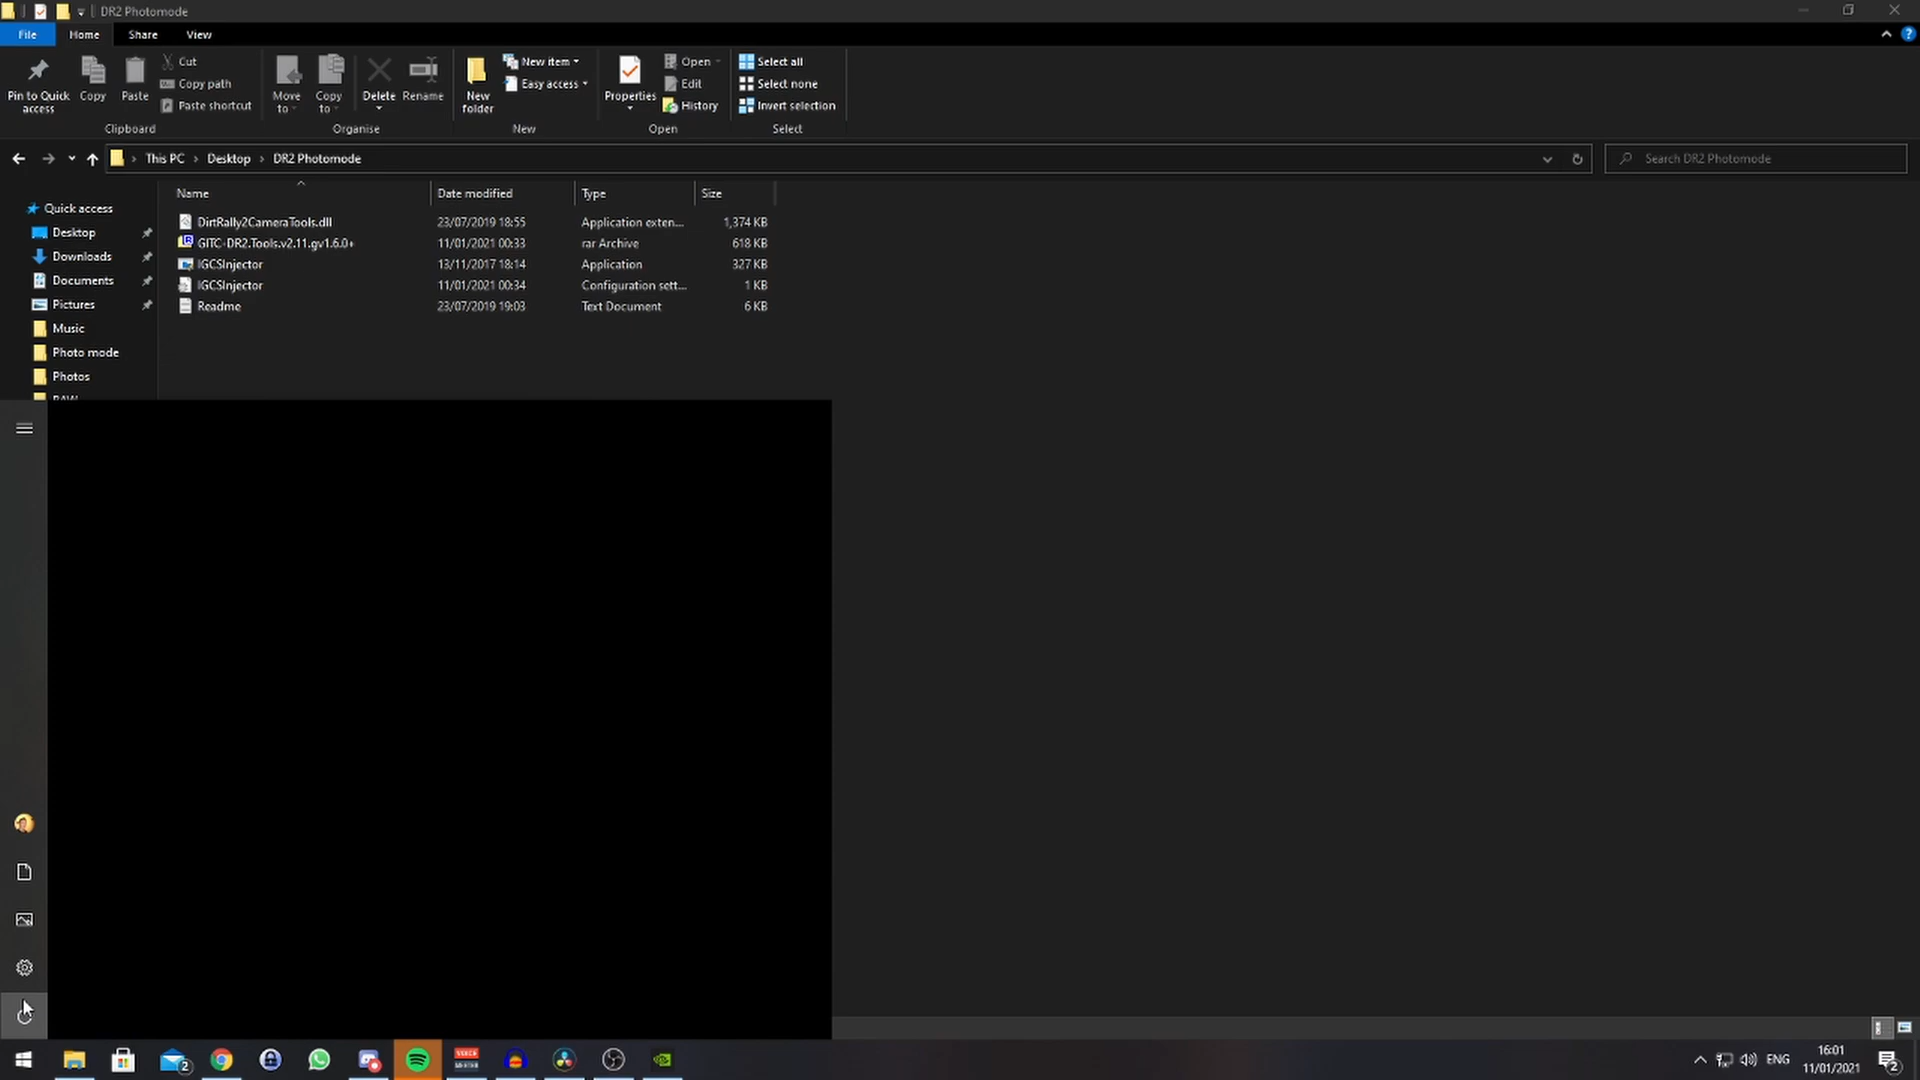 DR2 Photomode
File Home Share View
Pin to Quick access
Copy
Paste
Cut
Copy path
Paste shortcut
Clipboard
Move to
Copy to
Delete
Rename
Organise
New folder
New item
Easy access
New
Properties
Open
Edit
History
Open
Select all
Select none
Invert selection
Select
This PC > Desktop > DR2 Photomode
Search DR2 Photomode
Name Date modified Type Size
DirtRally2CameraTools.dll 23/07/2019 18:55 Application exten... 1,374 KB
GITC-DR2.Tools.v2.11.gv1.6.0+ 11/01/2021 00:33 rar Archive 618 KB
IGCSInjector 13/11/2017 18:14 Application 327 KB
IGCSInjector 11/01/2021 00:34 Configuration sett... 1 KB
Readme 23/07/2019 19:03 Text Document 6 KB
Quick access
Desktop
Downloads
Documents
Pictures
Music
Photo mode
Photos
2
VOICE
ENG
16:01
11/01/2021
2